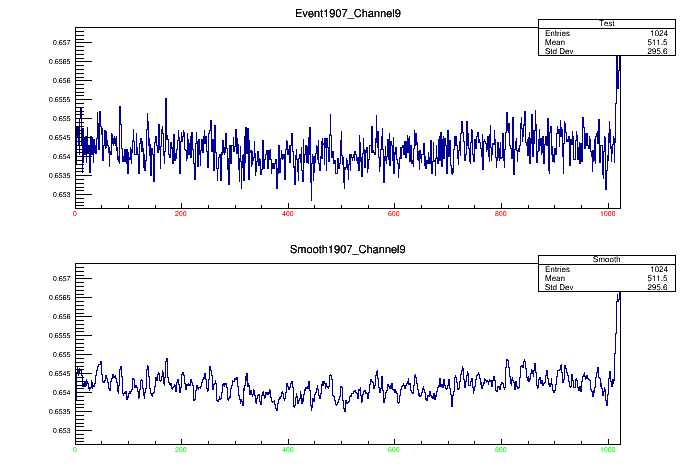 Event1907_Channel9
Test
Entries 1024
Mean 511.5
Std Dev 295.6
0.657
0.6565
0.656
0.6555
0.655
0.6545
0.654
0.6535
0.653
0 200 400 600 800 1000
Smooth1907_Channel9
Smooth
Entries 1024
Mean 511.5
Std Dev 295.6
0.657
0.6565
0.656
0.6555
0.655
0.6545
0.654
0.6535
0.653
0 200 400 600 800 1000